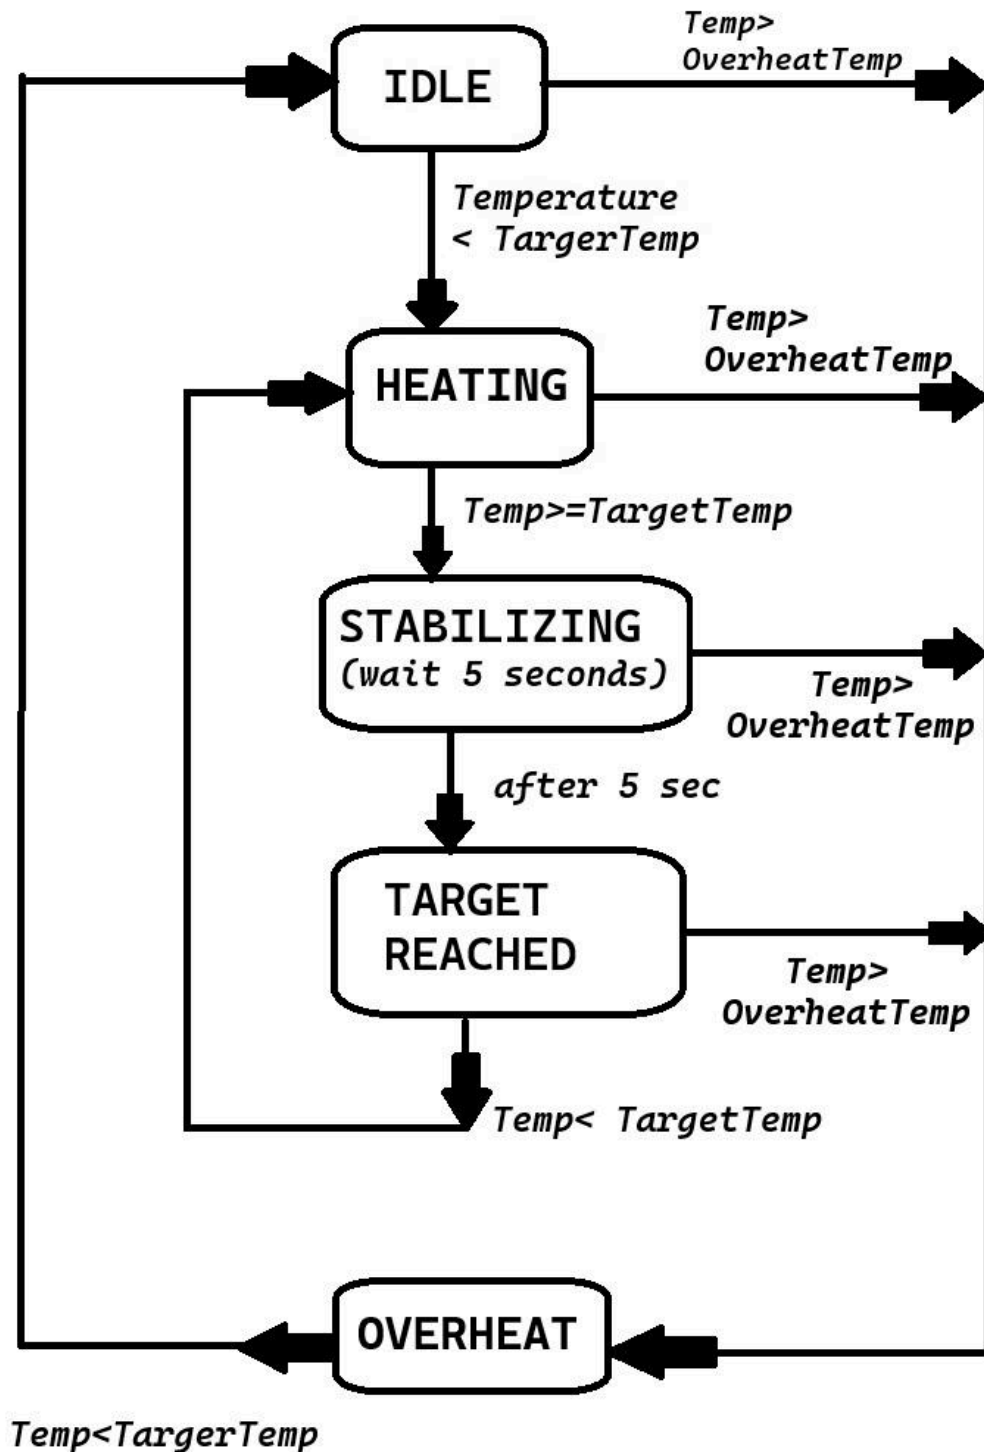 Temp>
OverheatTemp
IDLE
Temperature
< TargerTemp
Temp>
OverheatTemp
HEATING
Temp>=TargetTemp
STABILIZING
(wait 5 seconds)
Temp>
OverheatTemp
after 5 sec
TARGET
REACHED
Temp>
OverheatTemp
Temp< TargetTemp
OVERHEAT
Temp<TargerTemp